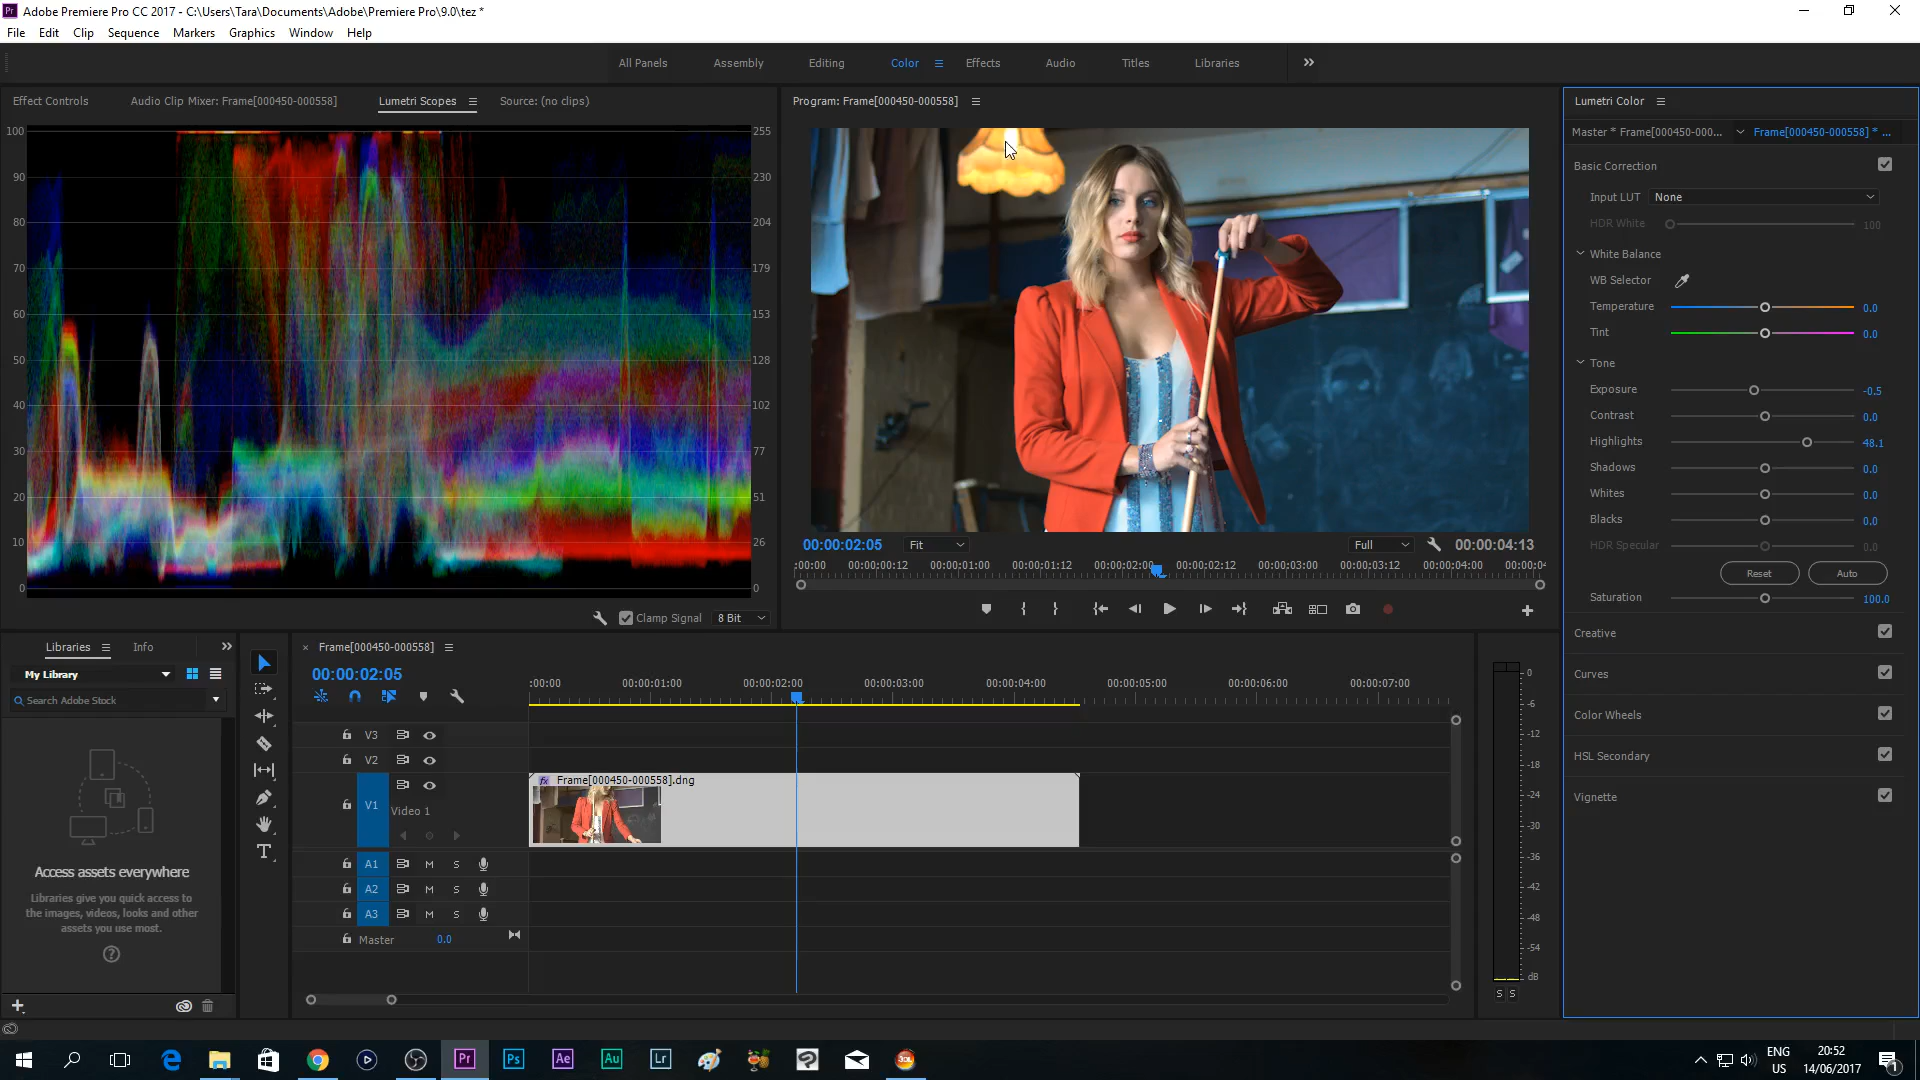 Adobe Premiere Pro CC 2017 - C:\Users\Tara\Documents\Adobe\Premiere Pro\9.0\tez *
File Edit Clip Sequence Markers Graphics Window Help
All Panels Assembly Editing Color Effects Audio Titles Libraries
Effect Controls Audio Clip Mixer: Frame[000450-000558] Lumetri Scopes Source: (no clips)
100 255
90 230
80 204
70 179
60 153
50 128
40 102
30 77
20 51
10 26
0 0
Clamp Signal 8 Bit
Program: Frame[000450-000558]
00:00:02:05 Fit Full 00:00:04:13
:00:00 00:00:00:12 00:00:01:00 00:00:01:12 00:00:02:00 00:00:02:12 00:00:03:00 00:00:03:12 00:00:04:00 00:00:04
Lumetri Color
Master * Frame[000450-000... Frame[000450-000558] * ...
Basic Correction
Input LUT None
HDR White 100
White Balance
WB Selector
Temperature 0.0
Tint 0.0
Tone
Exposure -0.5
Contrast 0.0
Highlights 48.1
Shadows 0.0
Whites 0.0
Blacks 0.0
HDR Specular 0.0
Reset Auto
Saturation 100.0
Creative
Curves
Color Wheels
HSL Secondary
Vignette
Libraries Info
My Library
Search Adobe Stock
Access assets everywhere
Libraries give you quick access to
the images, videos, looks and other
assets you use most.
Frame[000450-000558]
00:00:02:05
:00:00 00:00:01:00 00:00:02:00 00:00:03:00 00:00:04:00 00:00:05:00 00:00:06:00 00:00:07:00
V3
V2
fx Frame[000450-000558].dng
V1
Video 1
A1 M S
A2 M S
A3 M S
Master 0.0
0
-6
-12
-18
-24
-30
-36
-42
-48
-54
dB
S S
Pr Ps Ae Au Lr
ENG
US
20:52
14/06/2017
1